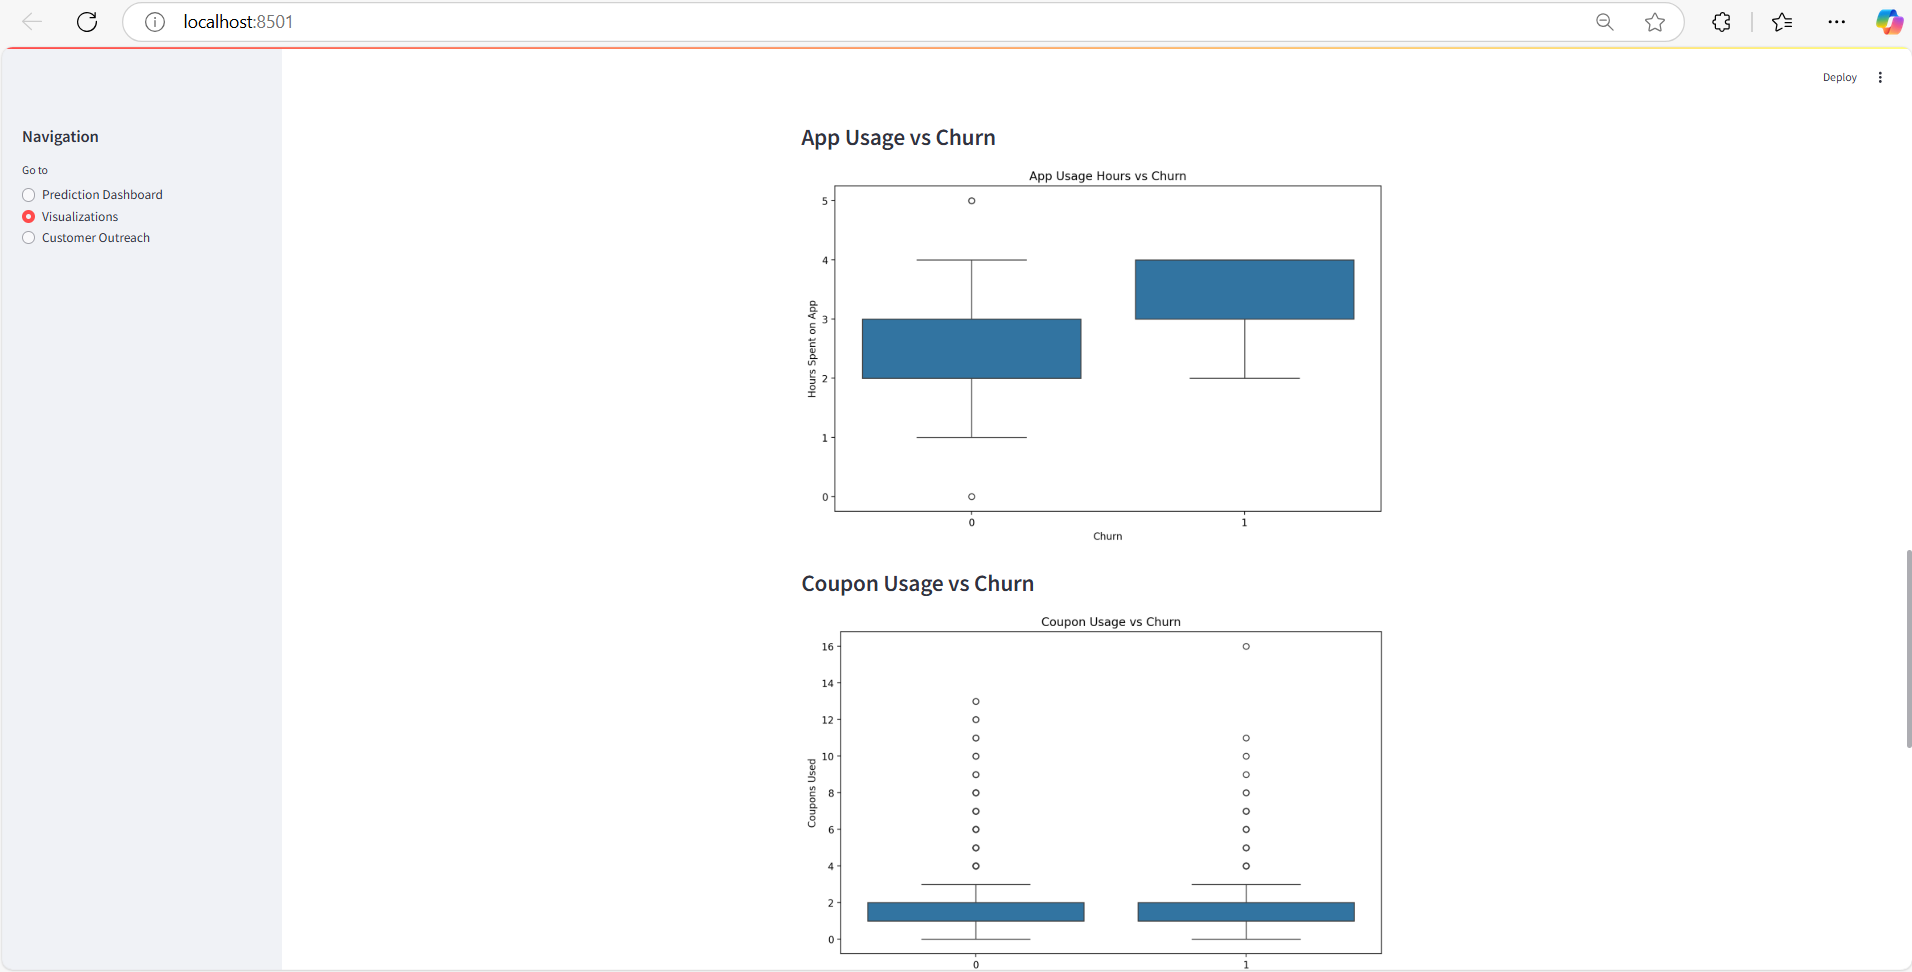 localhost:8501
Deploy
Navigation
Go to
Prediction Dashboard
Visualizations
Customer Outreach
App Usage vs Churn
App Usage Hours vs Churn
Hours Spent on App
5
4
3
2
1
0
0 1
Churn
Coupon Usage vs Churn
Coupon Usage vs Churn
Coupons Used
16
14
12
10
8
6
4
2
0
0 1